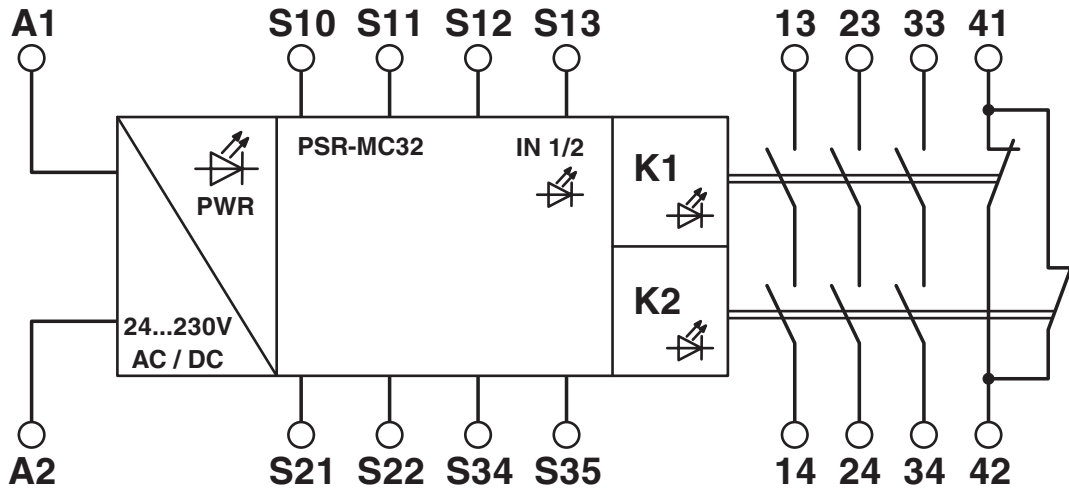 A1 S10 S11 S12 S13 13 23 33 41
PSR-MC32 IN 1/2
K1
PWR
K2
24...230V
AC / DC
A2 S21 S22 S34 S35 14 24 34 42